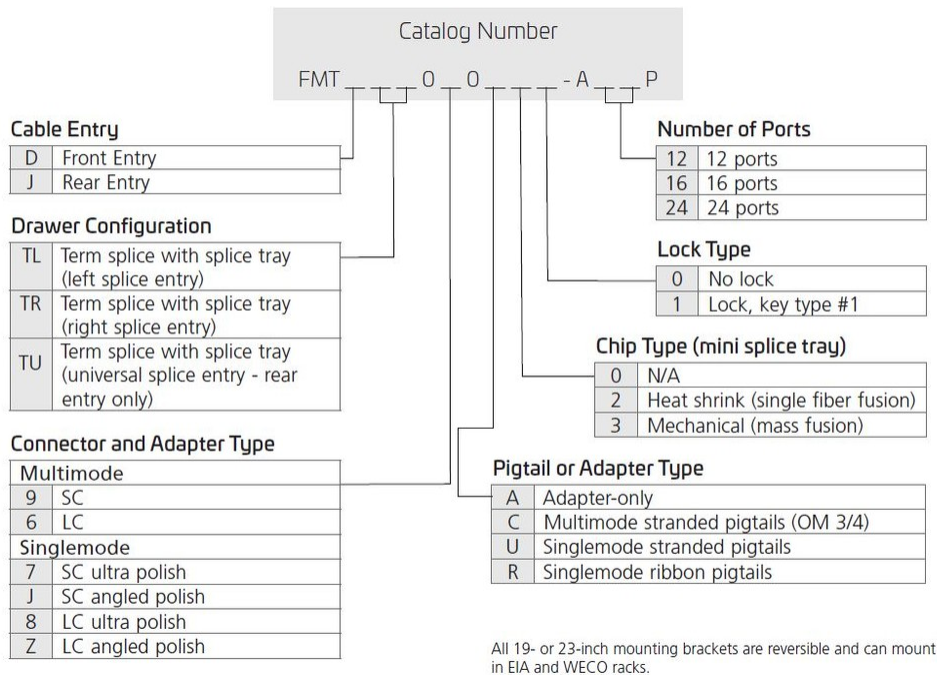 Catalog Number
FMT _ _ _ 0 _ 0 _ _ _ - A _ _ P
Cable Entry
D Front Entry
J Rear Entry
Drawer Configuration
TL Term splice with splice tray
(left splice entry)
TR Term splice with splice tray
(right splice entry)
TU Term splice with splice tray
(universal splice entry - rear
entry only)
Connector and Adapter Type
Multimode
9 SC
6 LC
Singlemode
7 SC ultra polish
J SC angled polish
8 LC ultra polish
Z LC angled polish
Number of Ports
12 12 ports
16 16 ports
24 24 ports
Lock Type
0 No lock
1 Lock, key type #1
Chip Type (mini splice tray)
0 N/A
2 Heat shrink (single fiber fusion)
3 Mechanical (mass fusion)
Pigtail or Adapter Type
A Adapter-only
C Multimode stranded pigtails (OM 3/4)
U Singlemode stranded pigtails
R Singlemode ribbon pigtails
All 19- or 23-inch mounting brackets are reversible and can mount
in EIA and WECO racks.